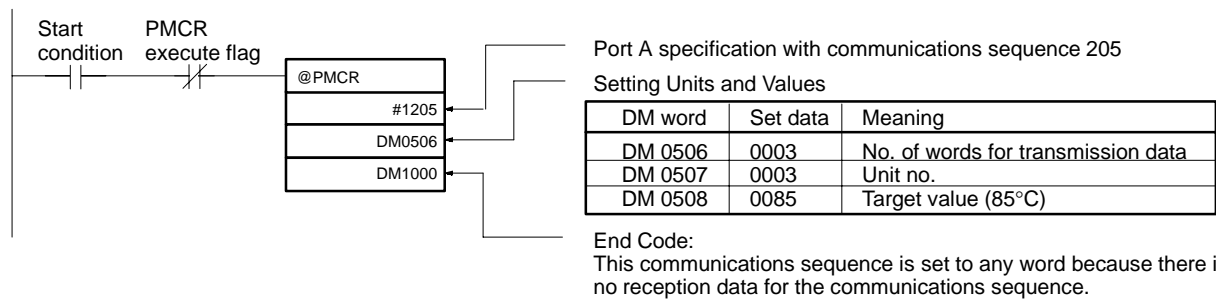 Start PMCR
condition execute flag
@PMCR
#1205
DM0506
DM1000
Port A specification with communications sequence 205
Setting Units and Values
DM word Set data Meaning
DM 0506 0003 No. of words for transmission data
DM 0507 0003 Unit no.
DM 0508 0085 Target value (85°C)
End Code:
This communications sequence is set to any word because there i
no reception data for the communications sequence.